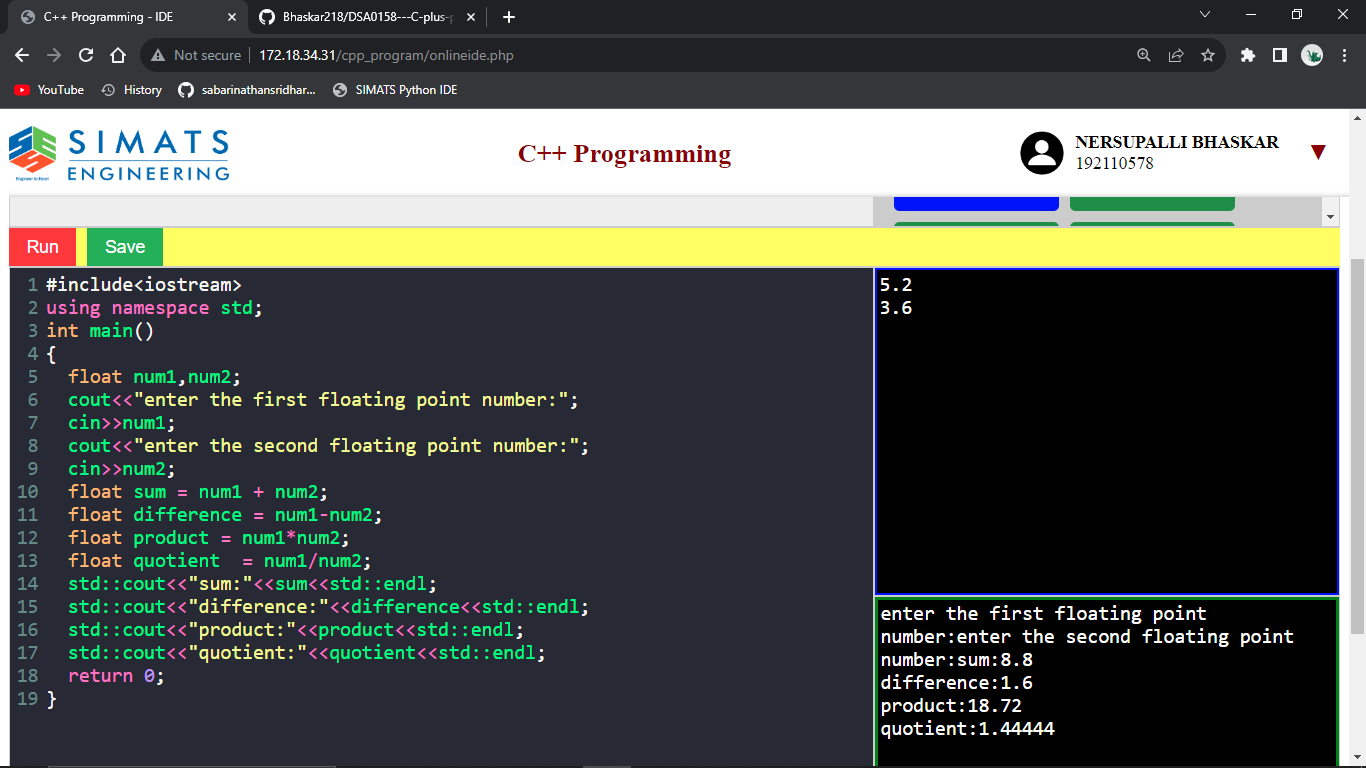 C++ Programming - IDE
Bhaskar218/DSA0158---C-plus-p
Not secure
172.18.34.31/cpp_program/onlineide.php
YouTube
History
sabarinathansridhar...
SIMATS Python IDE
SIMATS
ENGINEERING
Engineer to Excel
C++ Programming
NERSUPALLI BHASKAR
192110578
Run
Save
1 #include<iostream>
2 using namespace std;
3 int main()
4 {
5   float num1,num2;
6   cout<<"enter the first floating point number:";
7   cin>>num1;
8   cout<<"enter the second floating point number:";
9   cin>>num2;
10   float sum = num1 + num2;
11   float difference = num1-num2;
12   float product = num1*num2;
13   float quotient  = num1/num2;
14   std::cout<<"sum:"<<sum<<std::endl;
15   std::cout<<"difference:"<<difference<<std::endl;
16   std::cout<<"product:"<<product<<std::endl;
17   std::cout<<"quotient:"<<quotient<<std::endl;
18   return 0;
19 }
5.2
3.6
enter the first floating point
number:enter the second floating point
number:sum:8.8
difference:1.6
product:18.72
quotient:1.44444